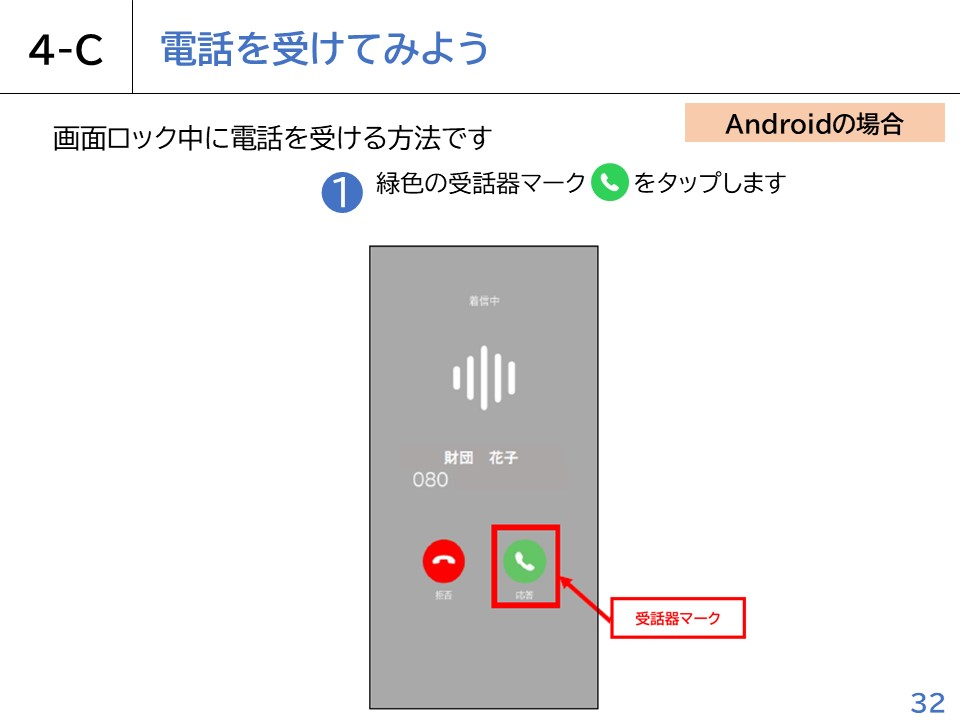 4-C
電話を受けてみよう
Androidの場合
画面ロック中に電話を受ける方法です
1 緑色の受話器マーク をタップします
着信中
財団 花子
080
拒否 応答
受話器マーク
32